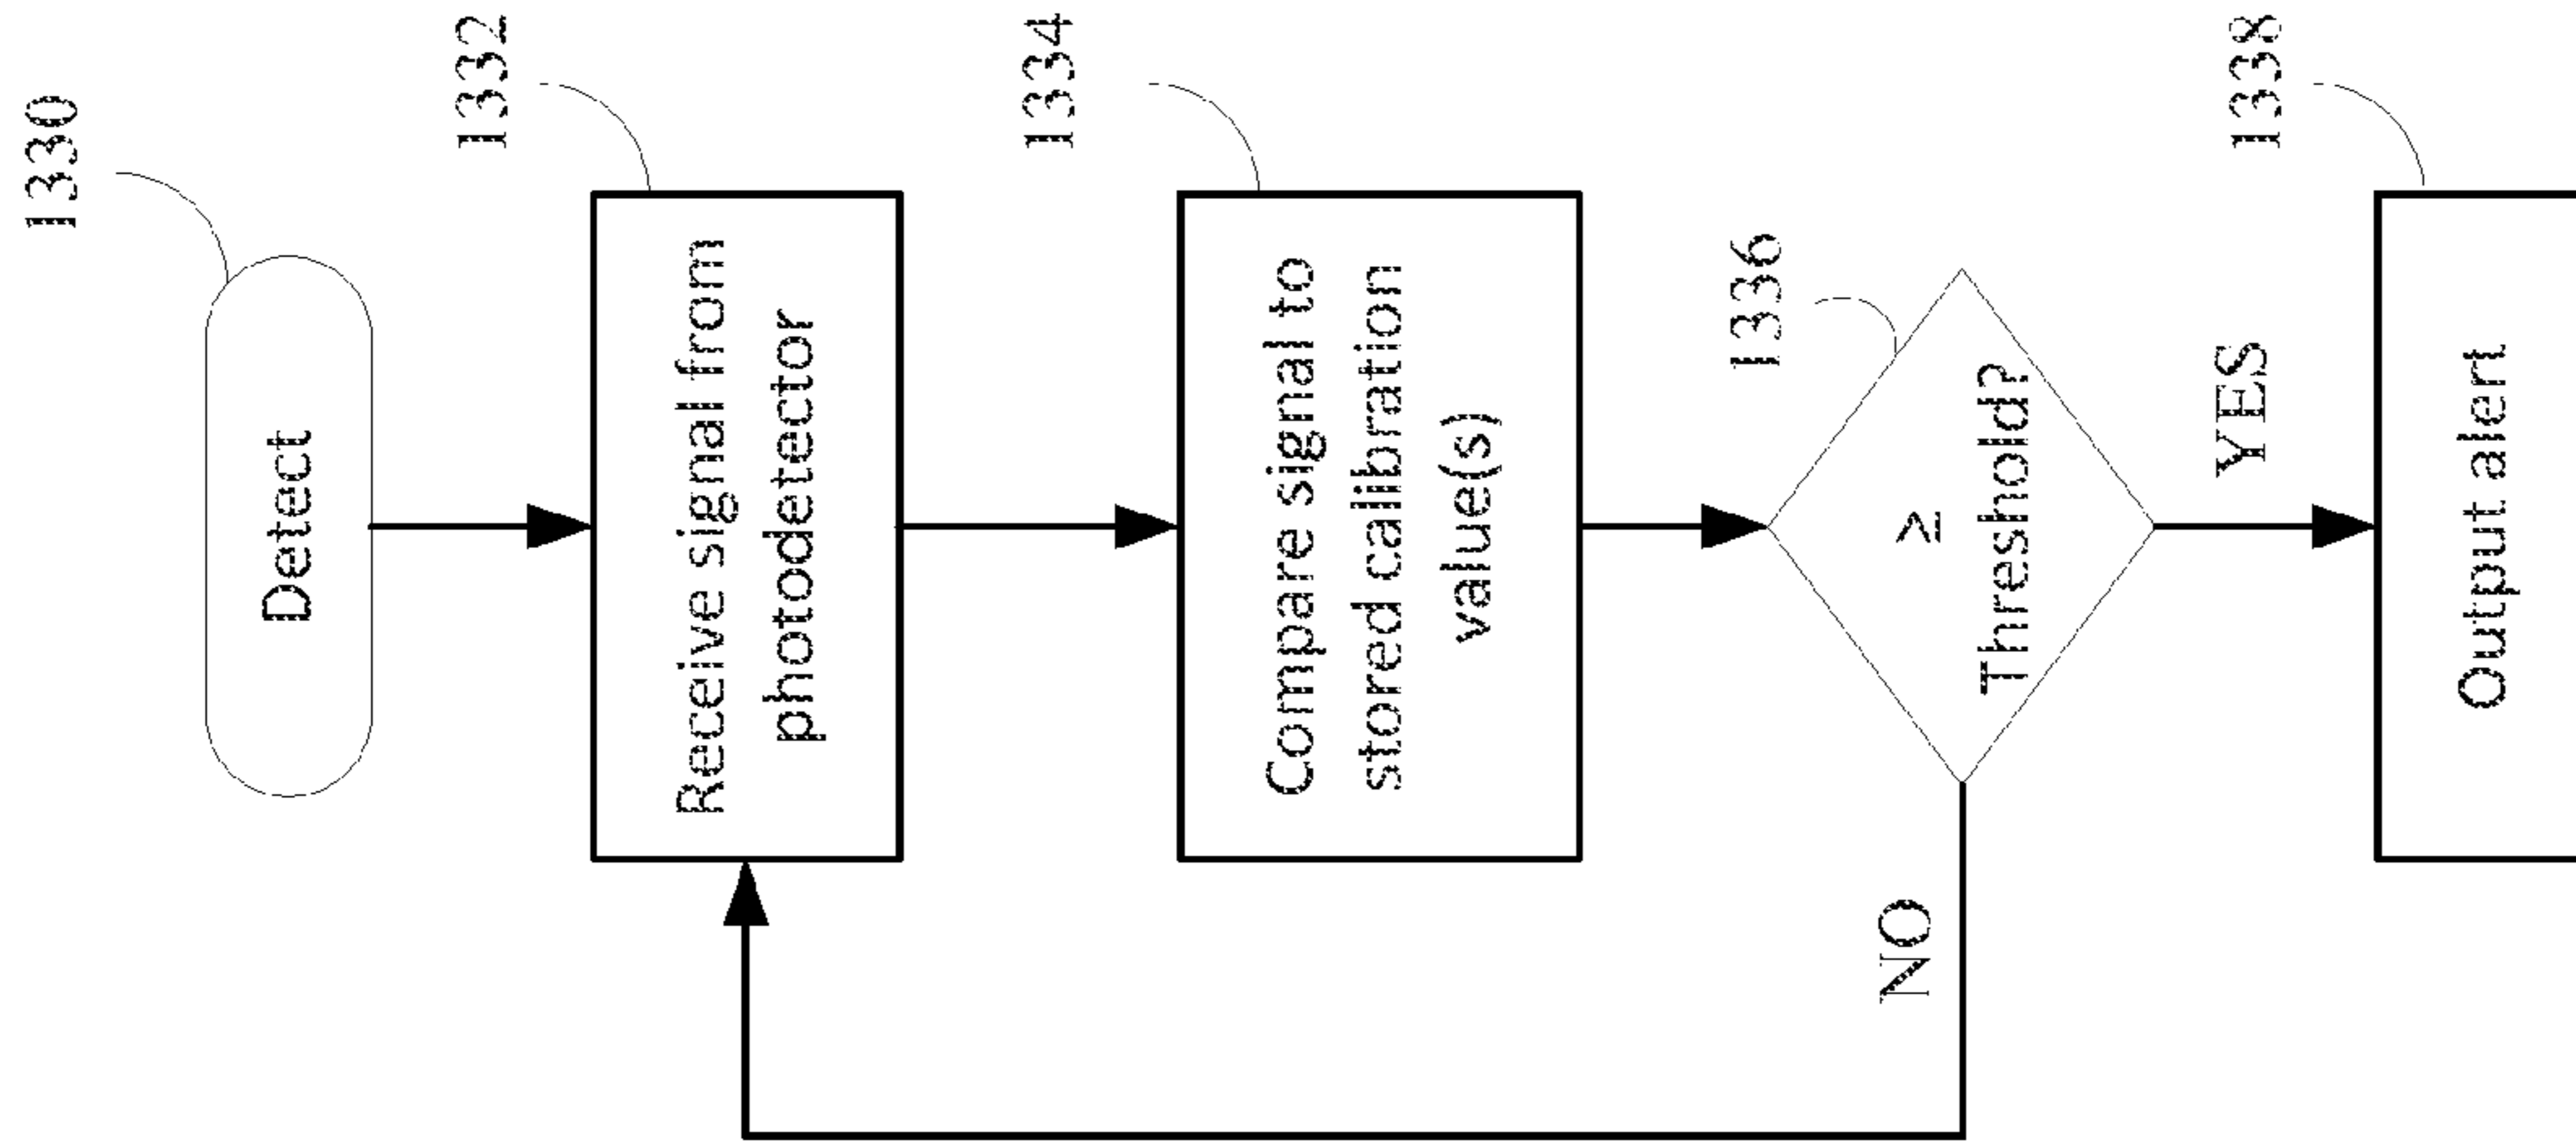 1330
Detect
1332
Receive signal from
photodetector
1334
Compare signal to
stored calibration
value(s)
1336
≥
Threshold?
NO
YES
1338
Output alert